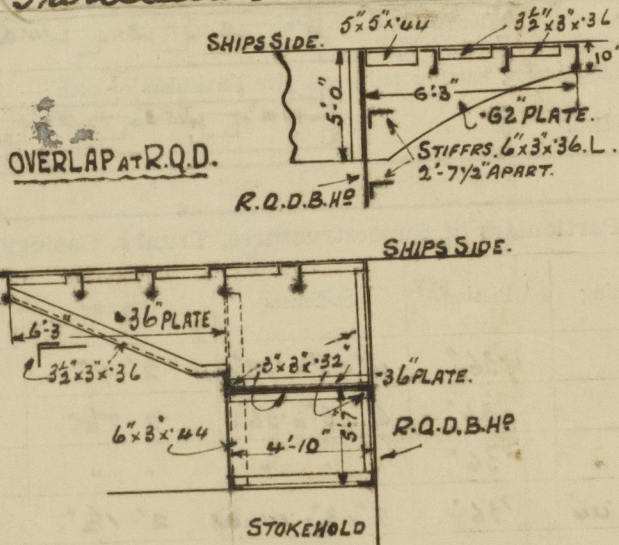 5"x5"x.44
3½"x3"x.36
SHIPS SIDE.
10"
5'-0"
6'-3"
.62" PLATE.
OVERLAP AT R.Q.D.
STIFFRS. 6"x3"x.36.L.
2'-7½" APART.
R.Q.D.B.HD
SHIPS SIDE.
6'-3
.36" PLATE
3½"x3"x.36
3"x3"x.32"
.36" PLATE.
6"x3"x.44
4'-10"
5'-7"
R.Q.D.B.HD
STOKEHOLD